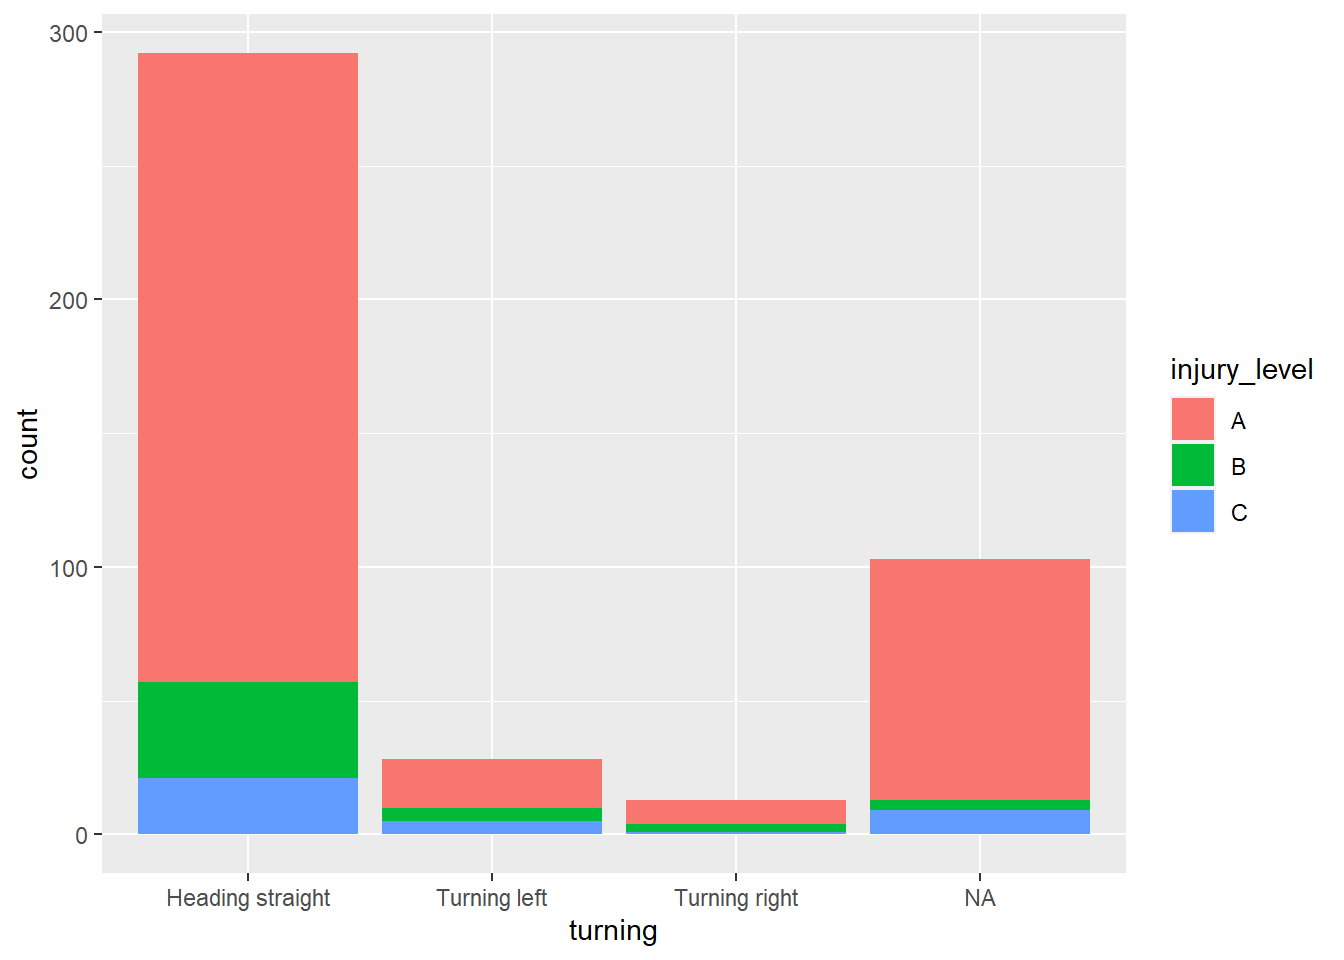 300
200
100
0
count
Heading straight
Turning left
Turning right
NA
turning
injury_level
A
B
C